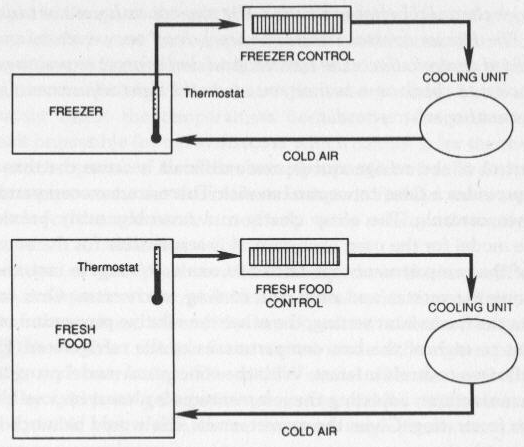 FREEZER CONTROL
COOLING UNIT
Thermostat
FREEZER
COLD AIR
FRESH FOOD
CONTROL
Thermostat
COOLING UNIT
FRESH
FOOD
COLD AIR